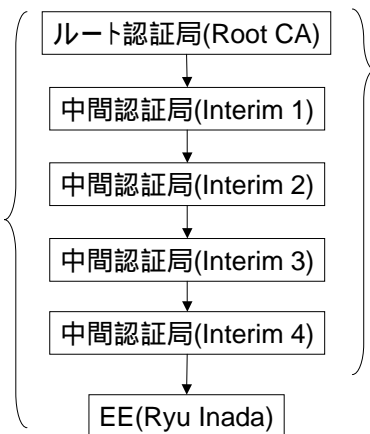 ルート認証局(Root CA)
中間認証局(Interim 1)
中間認証局(Interim 2)
中間認証局(Interim 3)
中間認証局(Interim 4)
EE(Ryu Inada)